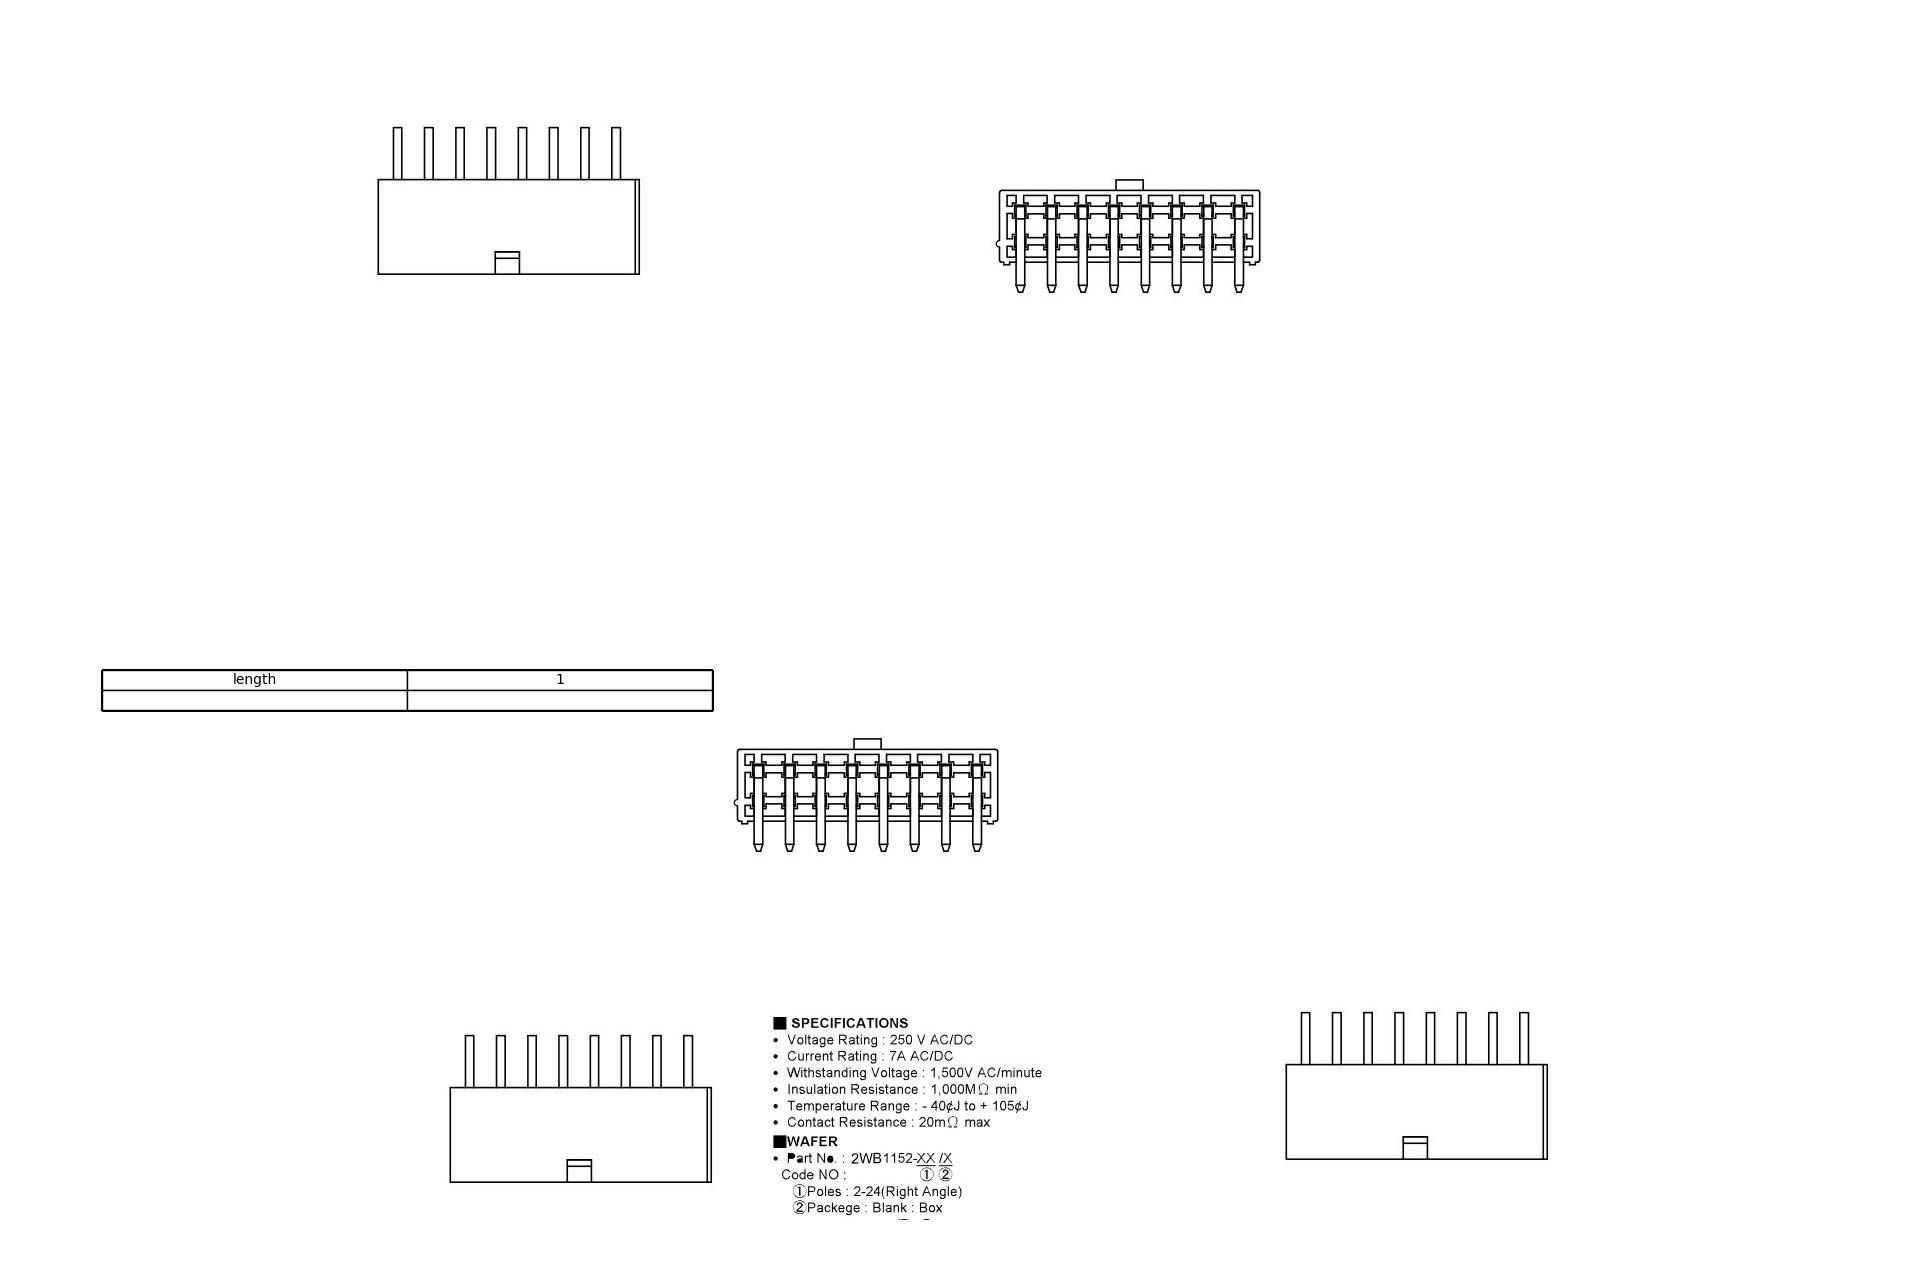 length 1
■ SPECIFICATIONS
• Voltage Rating : 250 V AC/DC
• Current Rating : 7A AC/DC
• Withstanding Voltage : 1,500V AC/minute
• Insulation Resistance : 1,000MΩ min
• Temperature Range : - 40¢J to + 105¢J
• Contact Resistance : 20mΩ max
■WAFER
• Part No. : 2WB1152-XX /X
Code NO : ① ②
①Poles : 2-24(Right Angle)
②Packege : Blank : Box